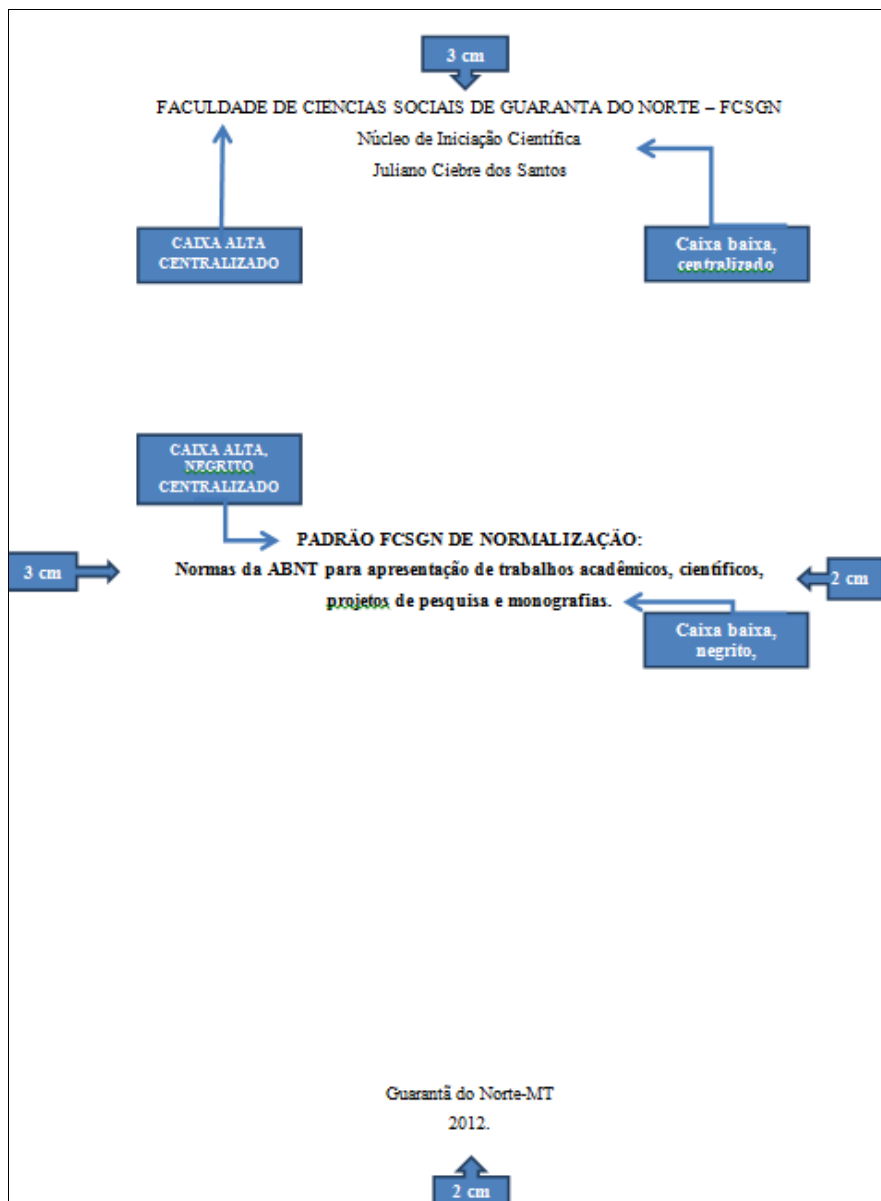 3 cm
FACULDADE DE CIENCIAS SOCIAIS DE GUARANTA DO NORTE – FCSGN
Núcleo de Iniciação Científica
Juliano Ciebre dos Santos
CAIXA ALTA
CENTRALIZADO
Caixa baixa,
centralizado
CAIXA ALTA,
NEGRITO
CENTRALIZADO
PADRÃO FCSGN DE NORMALIZAÇÃO:
3 cm
Normas da ABNT para apresentação de trabalhos acadêmicos, científicos,
2 cm
projetos de pesquisa e monografias.
Caixa baixa,
negrito,
Guarantã do Norte-MT
2012.
2 cm